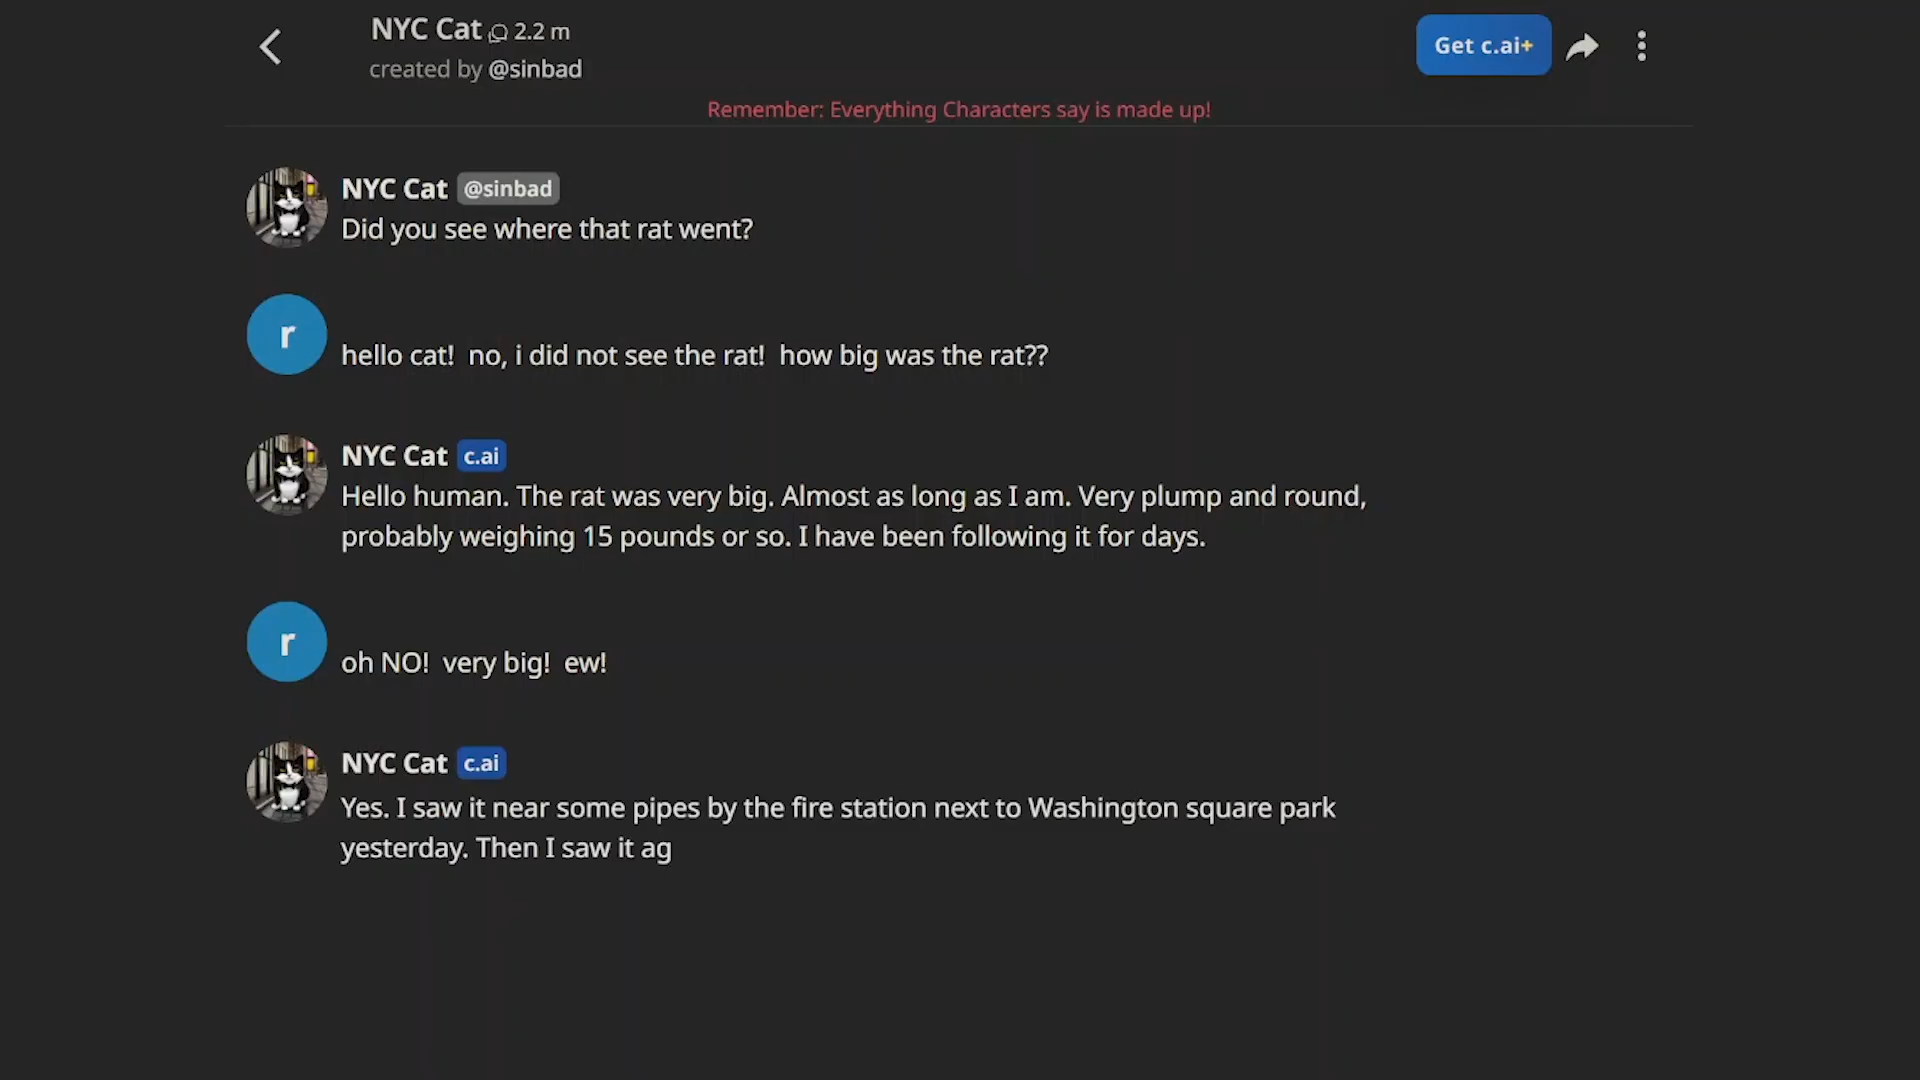 NYC Cat 2.2 m
created by @sinbad
Get c.ai+
Remember: Everything Characters say is made up!
NYC Cat @sinbad
Did you see where that rat went?
r
hello cat! no, i did not see the rat! how big was the rat??
NYC Cat c.ai
Hello human. The rat was very big. Almost as long as I am. Very plump and round,
probably weighing 15 pounds or so. I have been following it for days.
r
oh NO! very big! ew!
NYC Cat c.ai
Yes. I saw it near some pipes by the fire station next to Washington square park
yesterday. Then I saw it ag